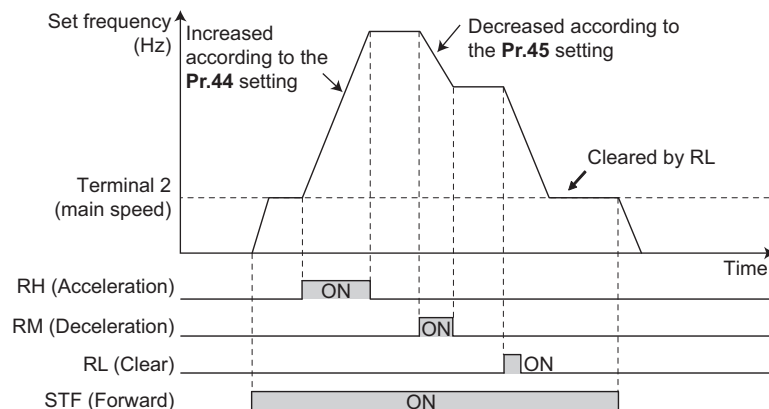 Set frequency
(Hz)
Increased
according to the
Pr.44 setting
Decreased according to
the Pr.45 setting
Cleared by RL
Terminal 2
(main speed)
Time
RH (Acceleration)
ON
RM (Deceleration)
ON
RL (Clear)
ON
STF (Forward)
ON